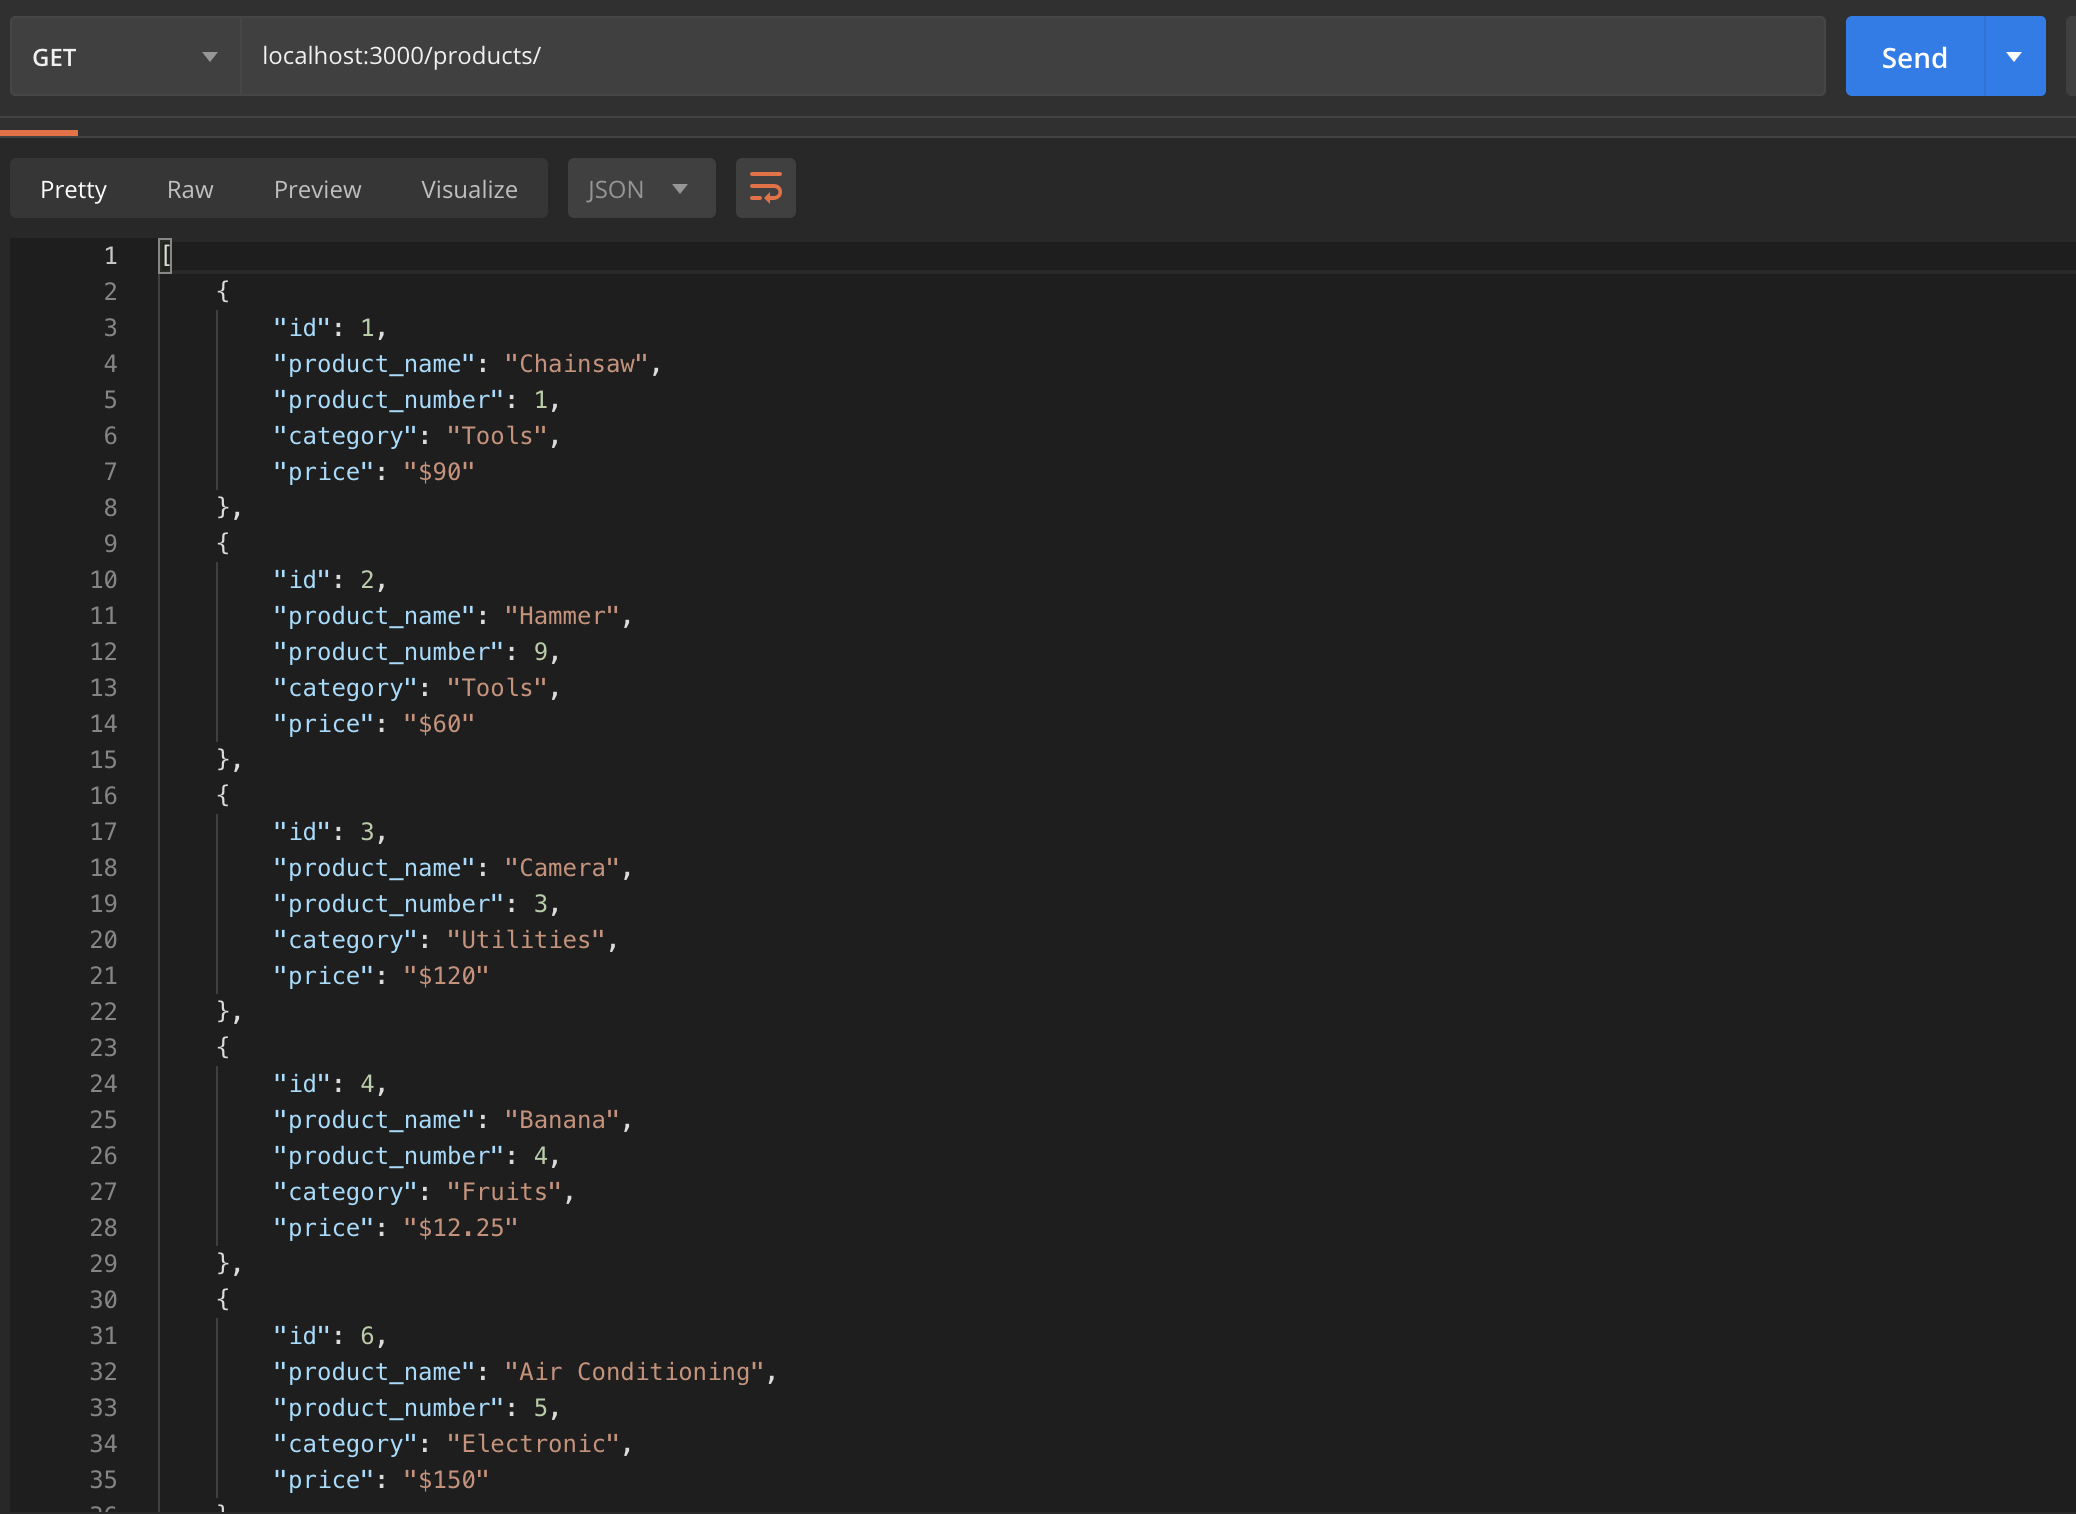 GET localhost:3000/products/ Send
Pretty Raw Preview Visualize JSON
1 [
2 {
3 "id": 1,
4 "product_name": "Chainsaw",
5 "product_number": 1,
6 "category": "Tools",
7 "price": "$90"
8 },
9 {
10 "id": 2,
11 "product_name": "Hammer",
12 "product_number": 9,
13 "category": "Tools",
14 "price": "$60"
15 },
16 {
17 "id": 3,
18 "product_name": "Camera",
19 "product_number": 3,
20 "category": "Utilities",
21 "price": "$120"
22 },
23 {
24 "id": 4,
25 "product_name": "Banana",
26 "product_number": 4,
27 "category": "Fruits",
28 "price": "$12.25"
29 },
30 {
31 "id": 6,
32 "product_name": "Air Conditioning",
33 "product_number": 5,
34 "category": "Electronic",
35 "price": "$150"